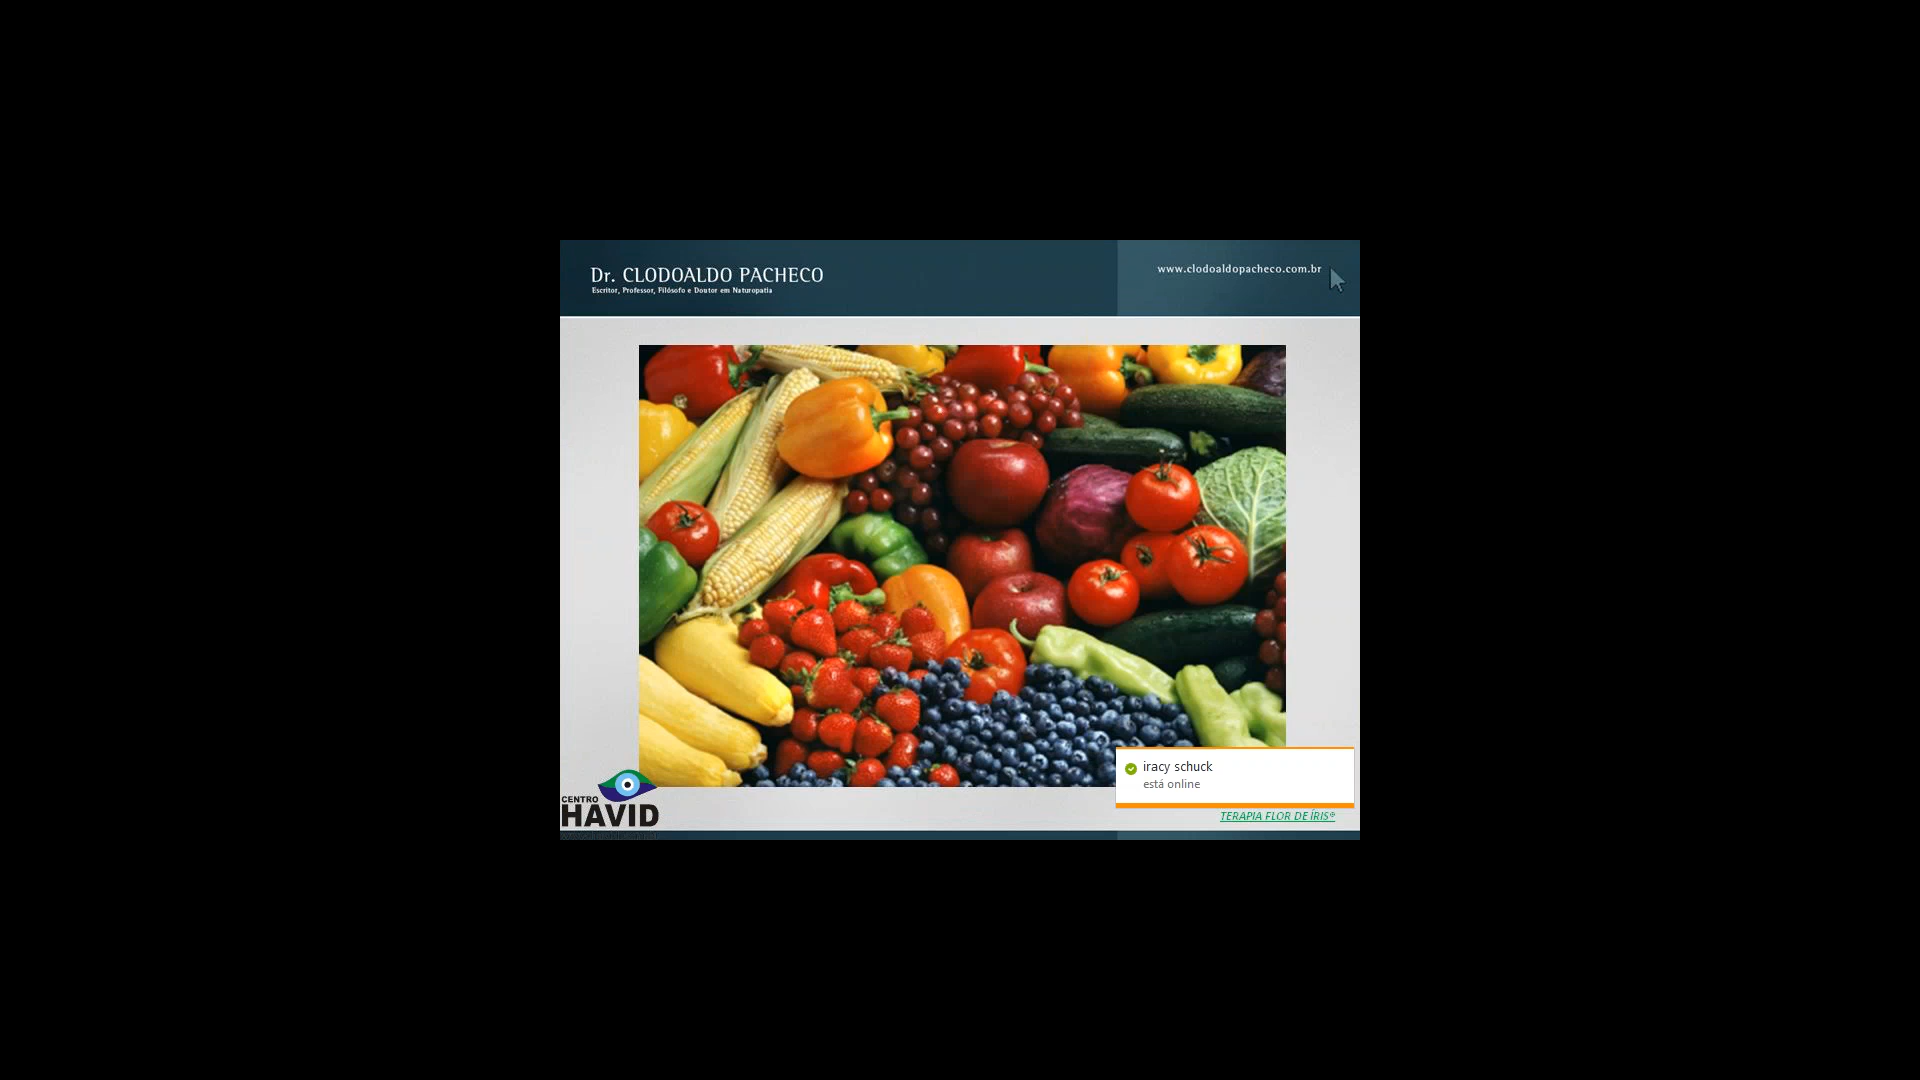 Dr. CLODOALDO PACHECO
Escritor, Professor, Filósofo e Doutor em Naturopatia
www.clodoaldopacheco.com.br
iracy schuck
está online
CENTRO
HAVID
TERAPIA FLOR DE ÍRIS®